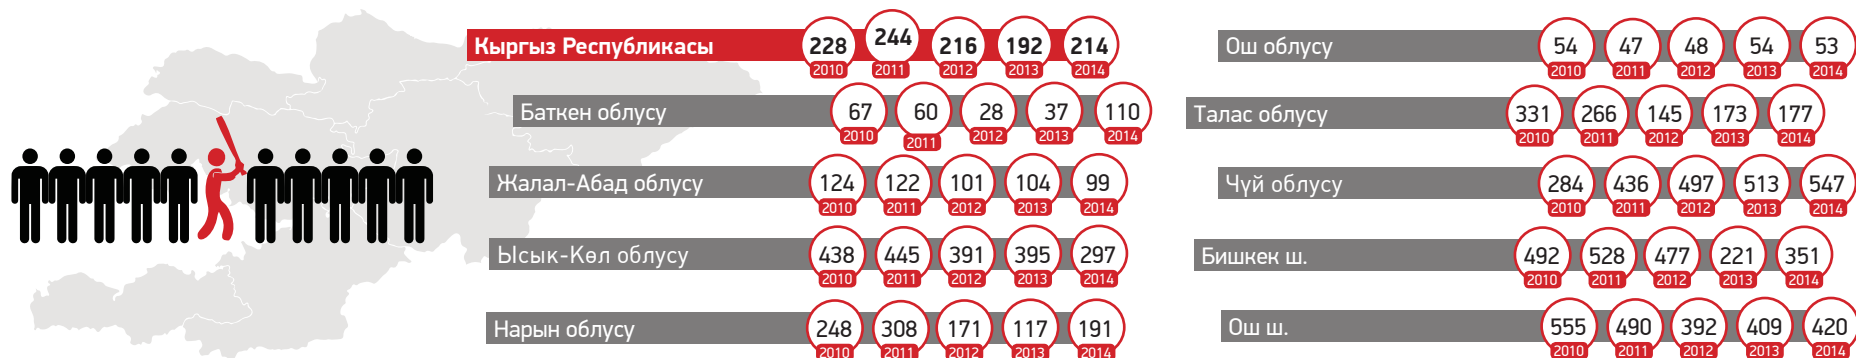 Кыргыз Республикасы 228 244 216 192 214
2010 2011 2012 2013 2014
Баткен облусу 67 60 28 37 110
2010 2011 2012 2013 2014
Жалал-Абад облусу 124 122 101 104 99
2010 2011 2012 2013 2014
Ысык-Көл облусу 438 445 391 395 297
2010 2011 2012 2013 2014
Нарын облусу 248 308 171 117 191
2010 2011 2012 2013 2014
Ош облусу 54 47 48 54 53
2010 2011 2012 2013 2014
Талас облусу 331 266 145 173 177
2010 2011 2012 2013 2014
Чүй облусу 284 436 497 513 547
2010 2011 2012 2013 2014
Бишкек ш. 492 528 477 221 351
2010 2011 2012 2013 2014
Ош ш. 555 490 392 409 420
2010 2011 2012 2013 2014